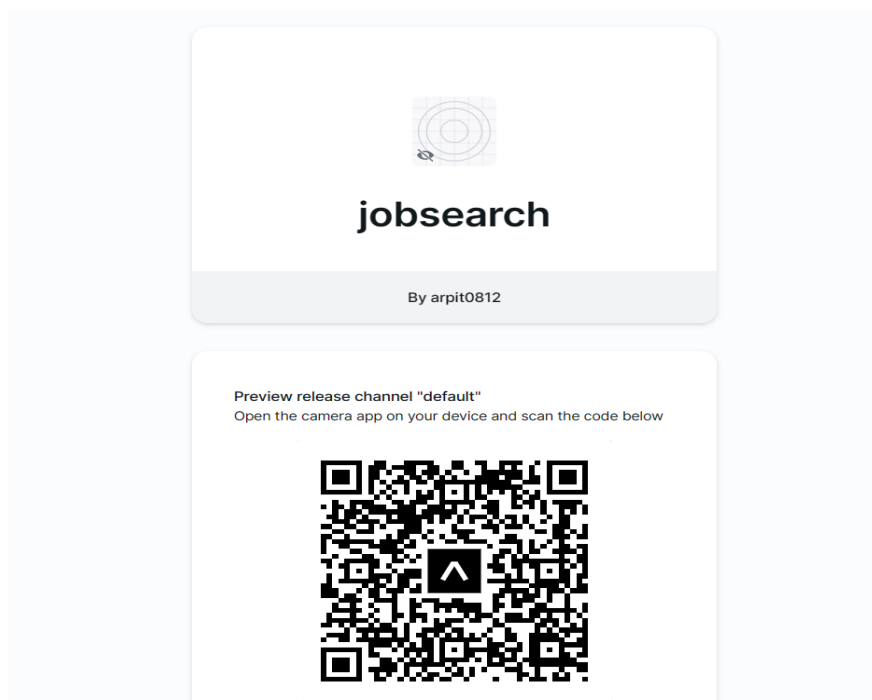 jobsearch
By arpit0812
Preview release channel "default"
Open the camera app on your device and scan the code below